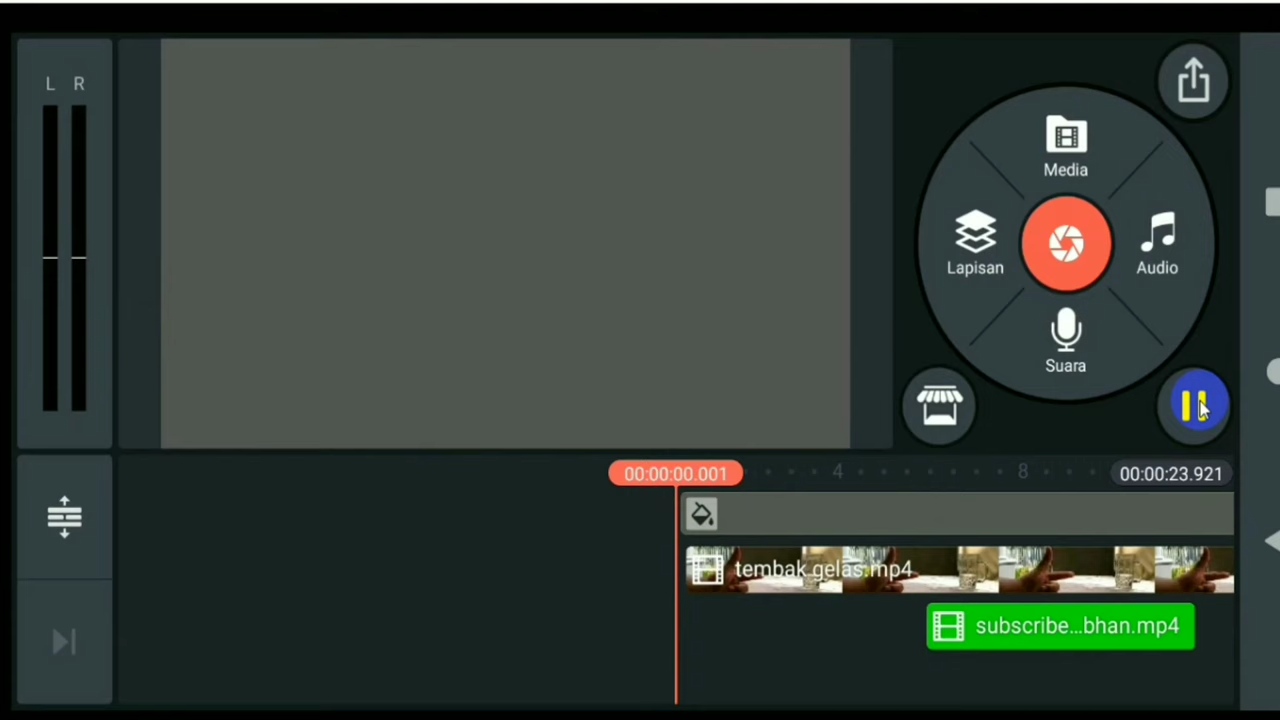 L R
Media
Lapisan
Audio
Suara
00:00:00.001
4
8
00:00:23.921
tembak gelas.mp4
subscribe...bhan.mp4